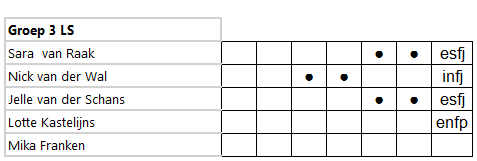 Groep 3 LS
Sara van Raak ● ● esfj
Nick van der Wal ● ● infj
Jelle van der Schans ● ● esfj
Lotte Kastelijns enfp
Mika Franken